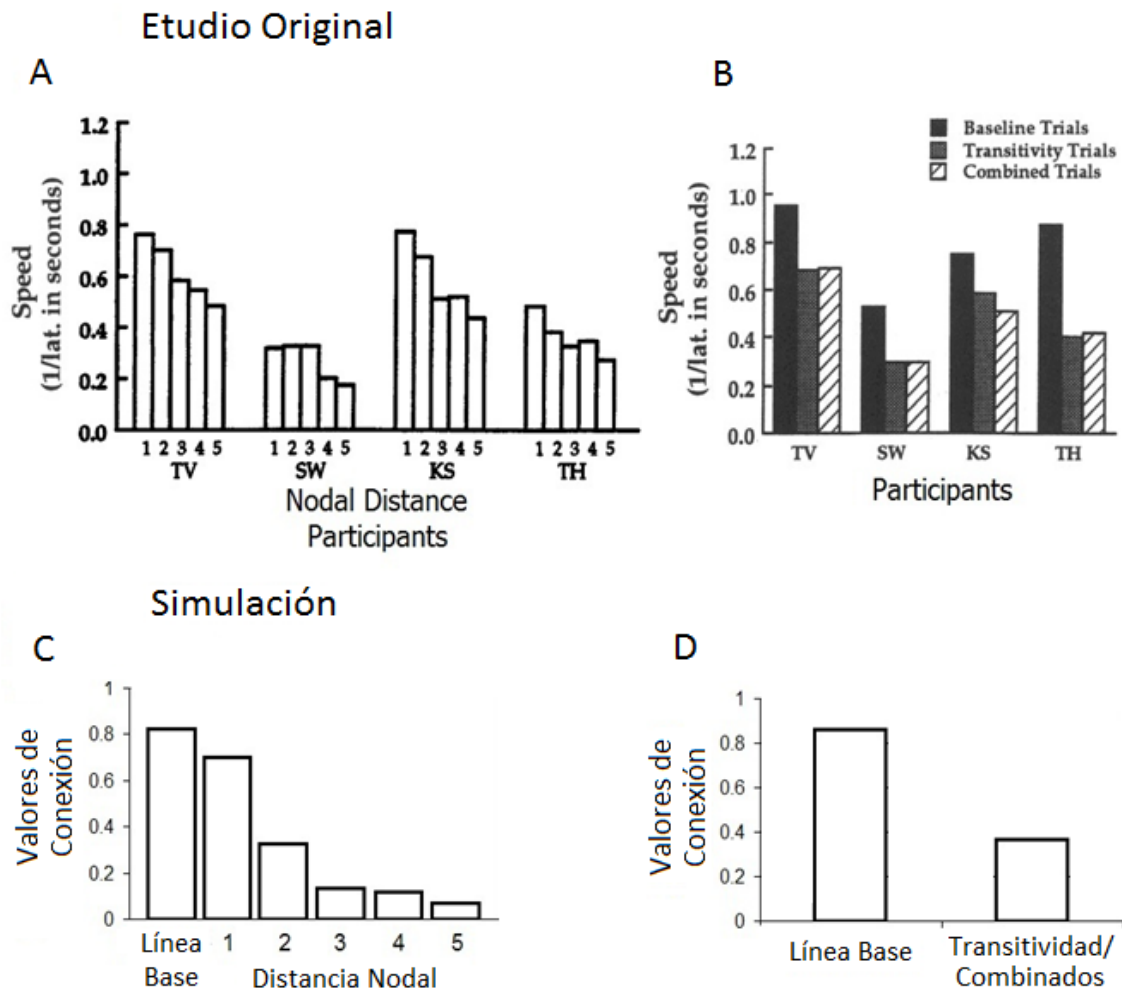 Etudio Original
A
Speed
(1/lat. in seconds)
1.2
1.0
0.8
0.6
0.4
0.2
0.0
1 2 3 4 5 1 2 3 4 5 1 2 3 4 5 1 2 3 4 5
TV SW KS TH
Nodal Distance
Participants
B
Baseline Trials
Transitivity Trials
Combined Trials
Speed
(1/lat. in seconds)
1.2
1.0
0.8
0.6
0.4
0.2
0.0
TV SW KS TH
Participants
Simulación
C
Valores de
Conexión
1
0.8
0.6
0.4
0.2
0
Línea
Base
1 2 3 4 5
Distancia Nodal
D
Valores de
Conexión
1
0.8
0.6
0.4
0.2
0
Línea Base
Transitividad/
Combinados